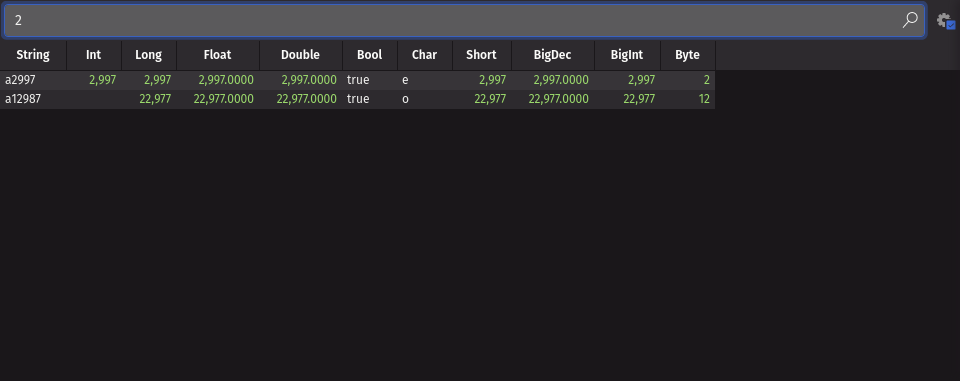 2
String Int Long Float Double Bool Char Short BigDec BigInt Byte
a2997 2,997 2,997 2,997.0000 2,997.0000 true e 2,997 2,997.0000 2,997 2
a12987 22,977 22,977.0000 22,977.0000 true o 22,977 22,977.0000 22,977 12